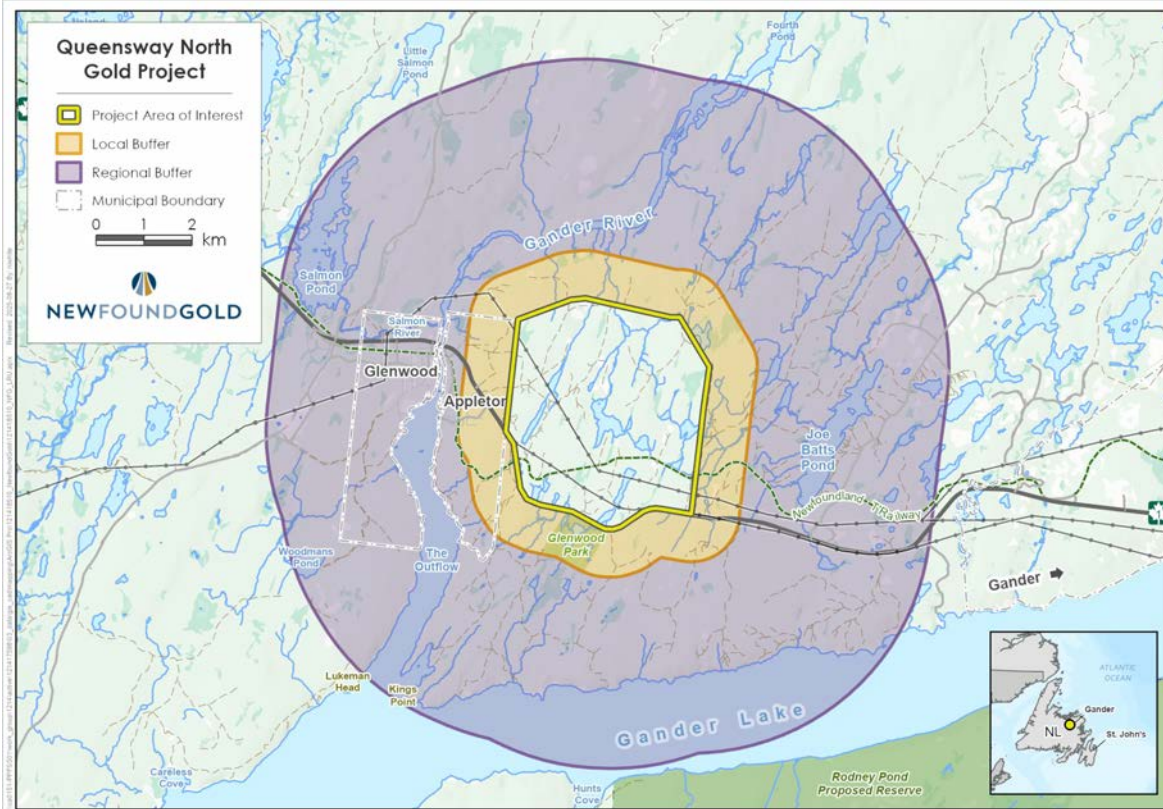 Queensway North
Gold Project
Project Area of Interest
Local Buffer
Regional Buffer
Municipal Boundary
0 1 2
km
NEWFOUNDGOLD
Little
Salmon
Pond
Fourth
Pond
Gander River
Salmon
Pond
Salmon
River
Glenwood
Appleton
Joe
Batts
Pond
Newfoundland T'Railway
Glenwood
Park
The
Outflow
Woodmans
Pond
Gander
Lukeman
Head
Kings
Point
Gander Lake
Careless
Cove
Hunts
Cove
Rodney Pond
Proposed Reserve
ATLANTIC
OCEAN
Gander
NL
St. John's